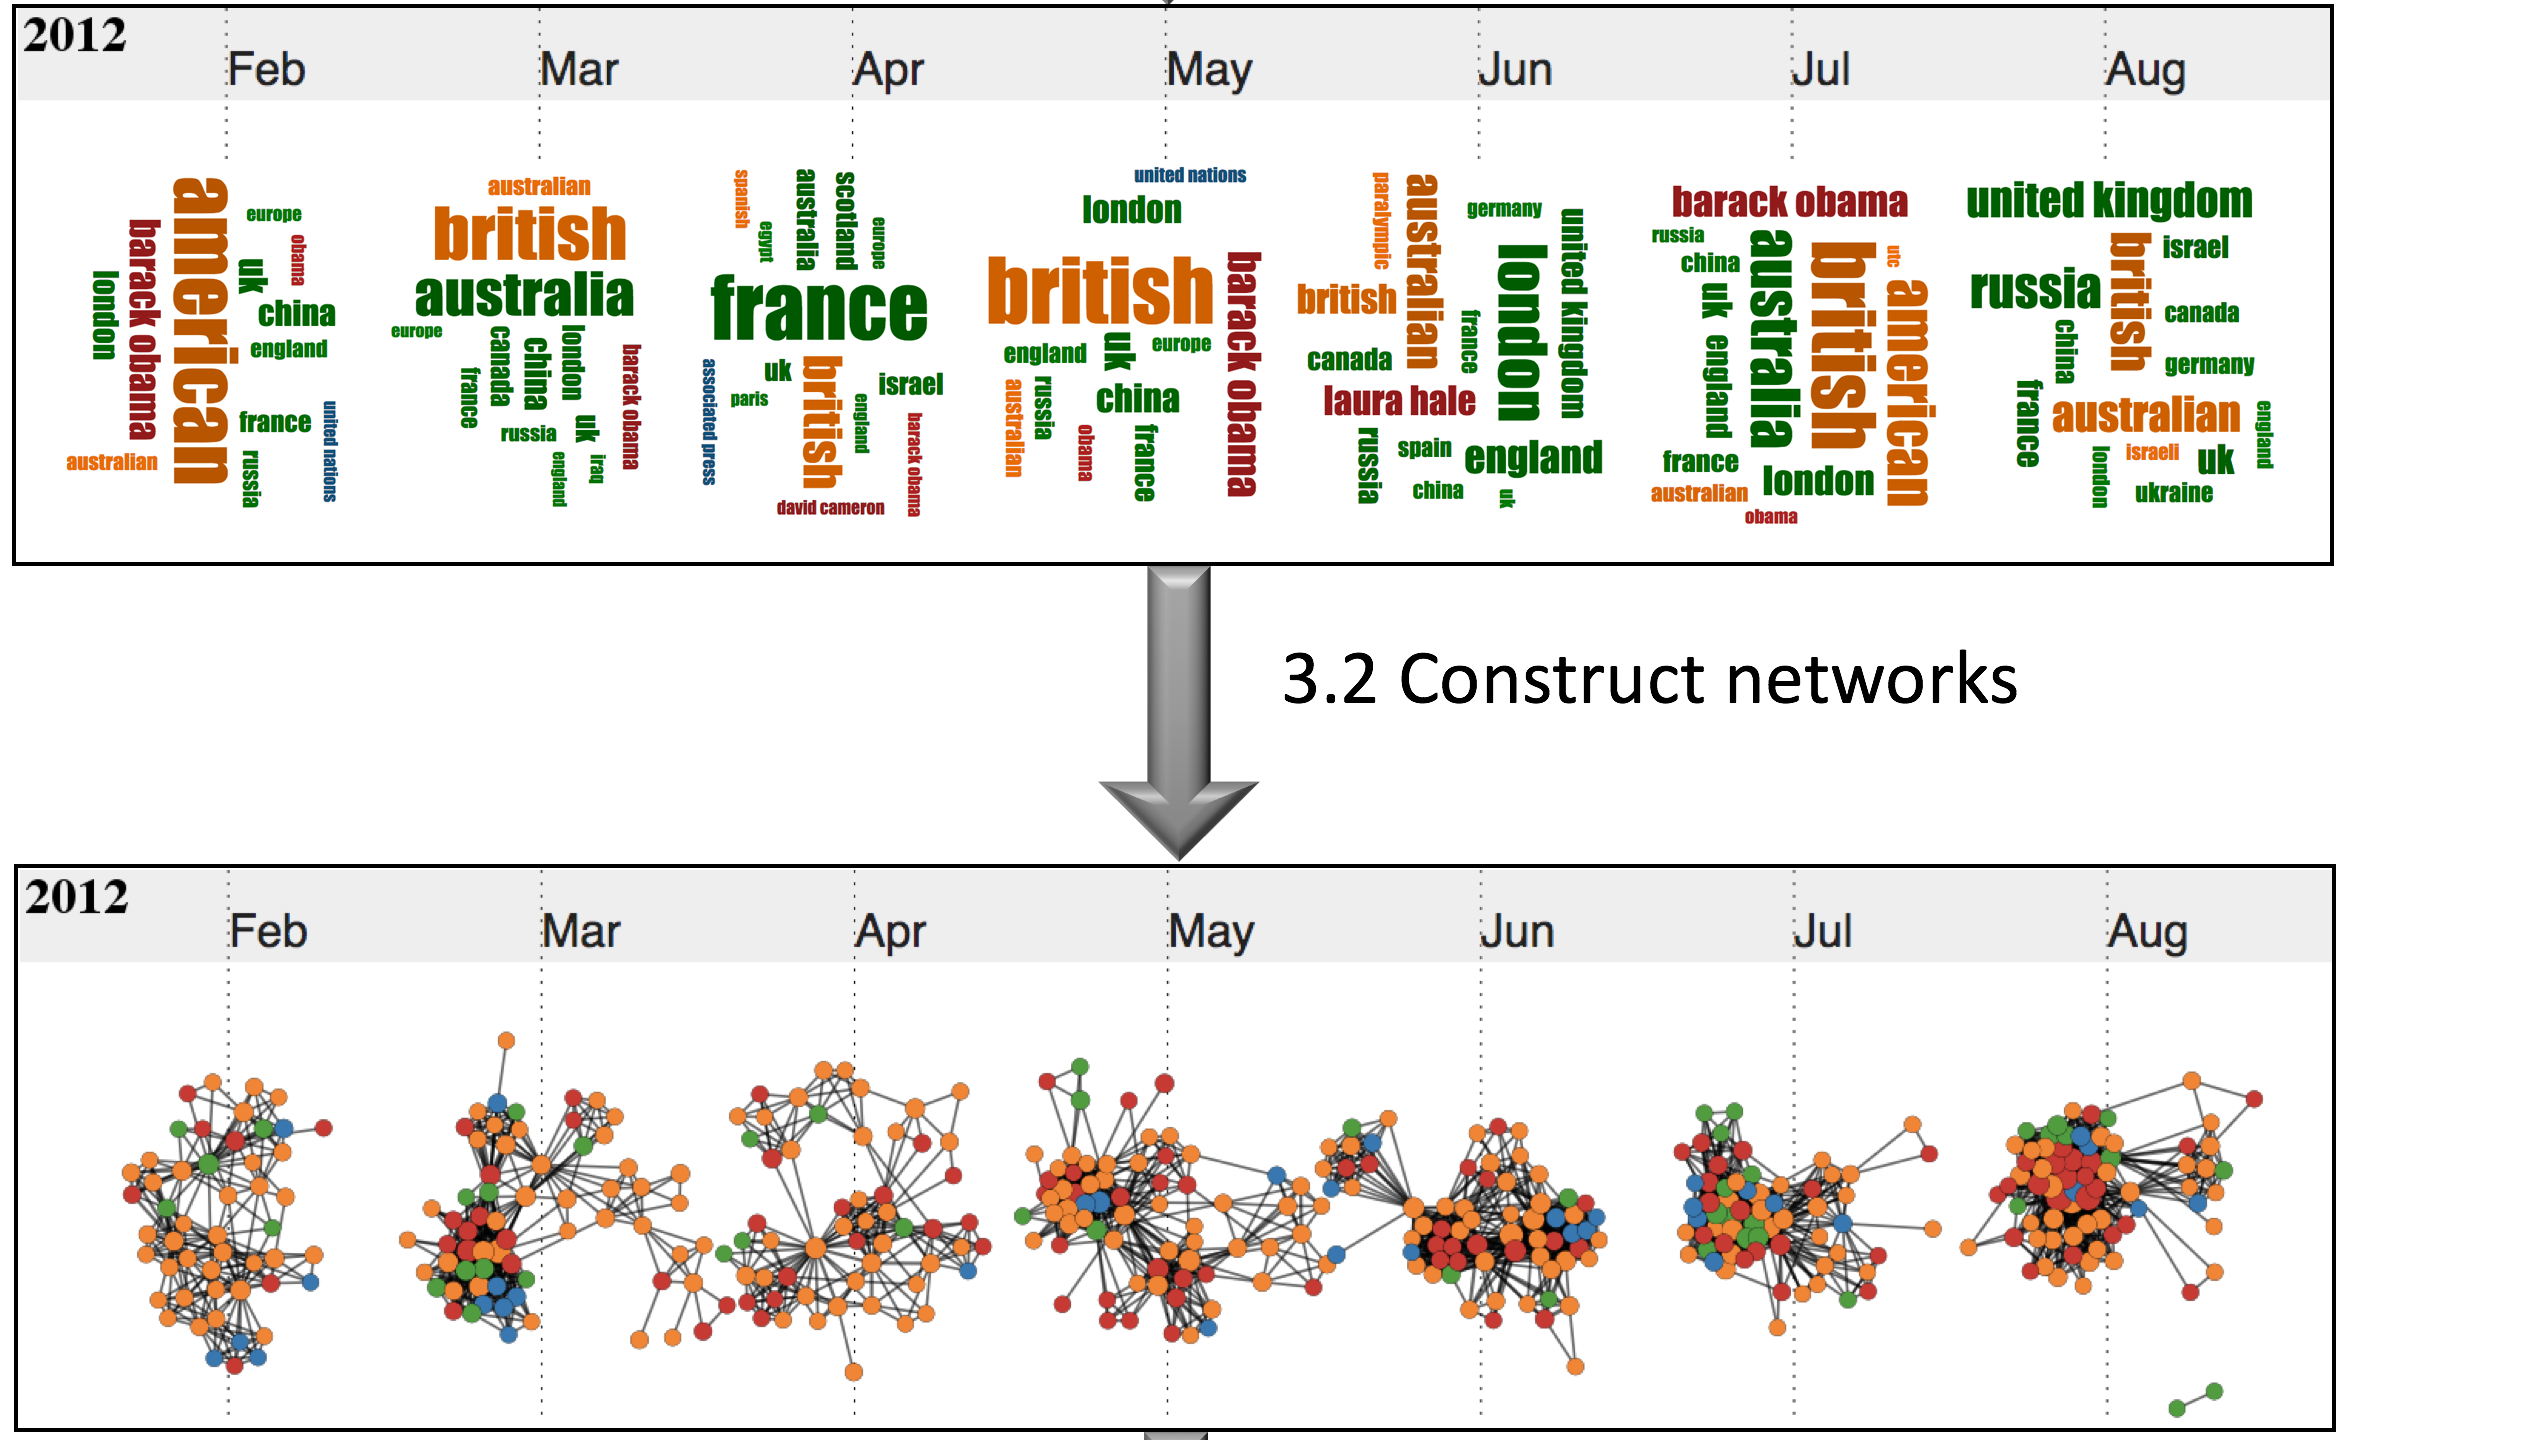 2012
Feb Mar Apr May Jun Jul Aug
american
barack obama
london
europe
obama
uk
china
england
france
united nations
australian
russia
australian
british
australia
europe
canada
china
london
barack obama
france
russia
uk
england
iraq
spanish
egypt
australia
scotland
europe
france
associated press
uk
paris
british
israel
england
barack obama
david cameron
united nations
london
british
barack obama
england
uk
europe
australian
russia
china
obama
france
paralympic
australian
germany
united kingdom
british
london
france
canada
laura hale
russia
spain
england
china
uk
barack obama
russia
china
australia
british
utc
american
uk
england
france
australian
london
obama
united kingdom
british
israel
russia
canada
china
germany
france
australian
england
london
israeli
uk
ukraine
3.2 Construct networks
2012
Feb Mar Apr May Jun Jul Aug